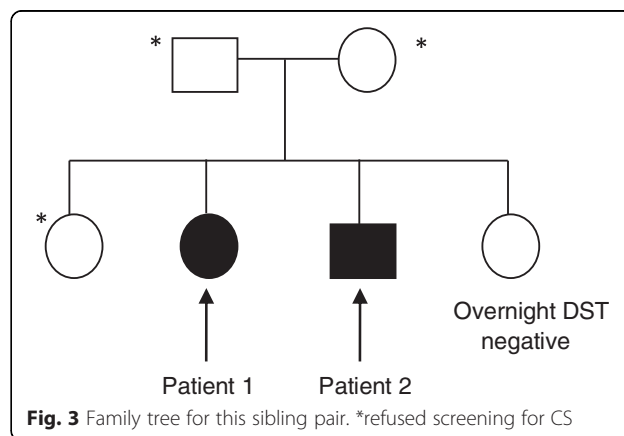 * *
*
Overnight DST
negative
Patient 1 Patient 2
Fig. 3 Family tree for this sibling pair. *refused screening for CS